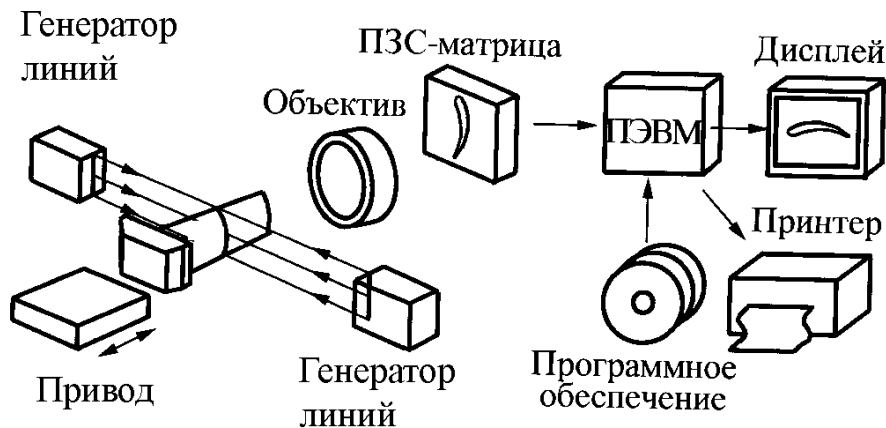 Генератор
линий
Объектив
ПЗС-матрица
ПЭВМ
Дисплей
Принтер
Привод
Генератор
линий
Программное
обеспечение